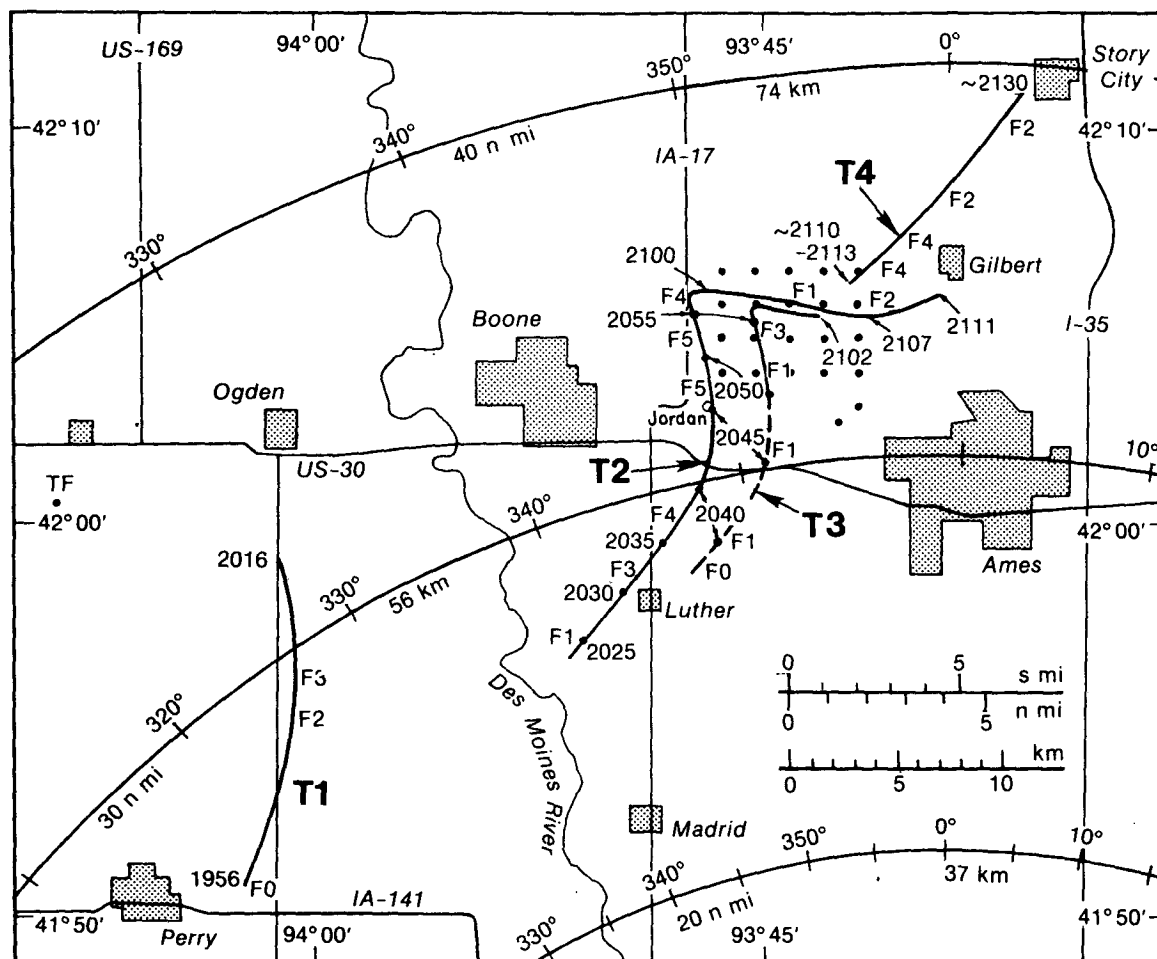 US-169
94°00'
93°45'
0°
Story
City
350°
~2130
74 km
42°10'
42°10'
340°
40 n mi
IA-17
F2
T4
F2
330°
~2110
-2113
F4
F4
Gilbert
2100
F1
F2
F4
2055
F3
2111
Boone
2102
2107
I-35
F5
F1
Ogden
F5
2050
Jordan
2045
F1
10°
US-30
T2
TF
42°00'
340°
F4
2040
T3
42°00'
2016
2035
F1
Ames
F3
F0
330°
56 km
2030
Luther
F1
2025
F3
0
5
s mi
320°
F2
0
5
n mi
Des Moines River
km
30 n mi
T1
0
5
10
Madrid
350°
0°
10°
1956
F0
340°
37 km
IA-141
20 n mi
41°50'
41°50'
Perry
94°00'
330°
93°45'